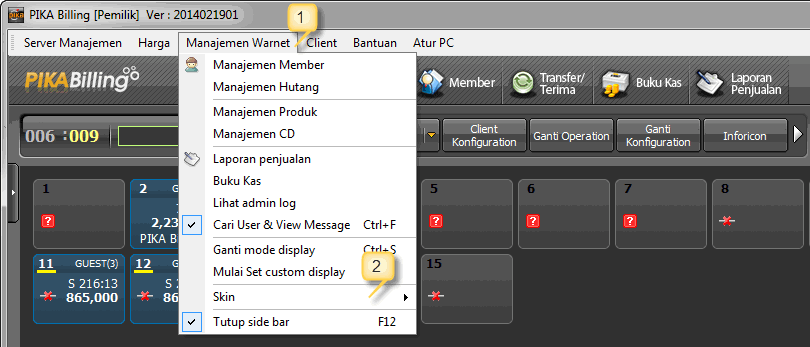 PIKA Billing [Pemilik] Ver : 2014021901
1
Server Manajemen Harga Manajemen Warnet Client Bantuan Atur PC
PIKABilling
Member Transfer/ Terima Buku Kas Laporan Penjualan
Manajemen Member
Manajemen Hutang
Manajemen Produk
Manajemen CD
Laporan penjualan
Buku Kas
Lihat admin log
Cari User & View Message Ctrl+F
Ganti mode display Ctrl+S
Mulai Set custom display
2
Skin
Tutup side bar F12
006 : 009
Client Konfiguration Ganti Operation Ganti Konfiguration Inforicon
1 2 5 6 7 8
? ? ? ?
2,23
PIKA B
11 GUEST(3) 12 15
S 216:13 S 2
865,000 865